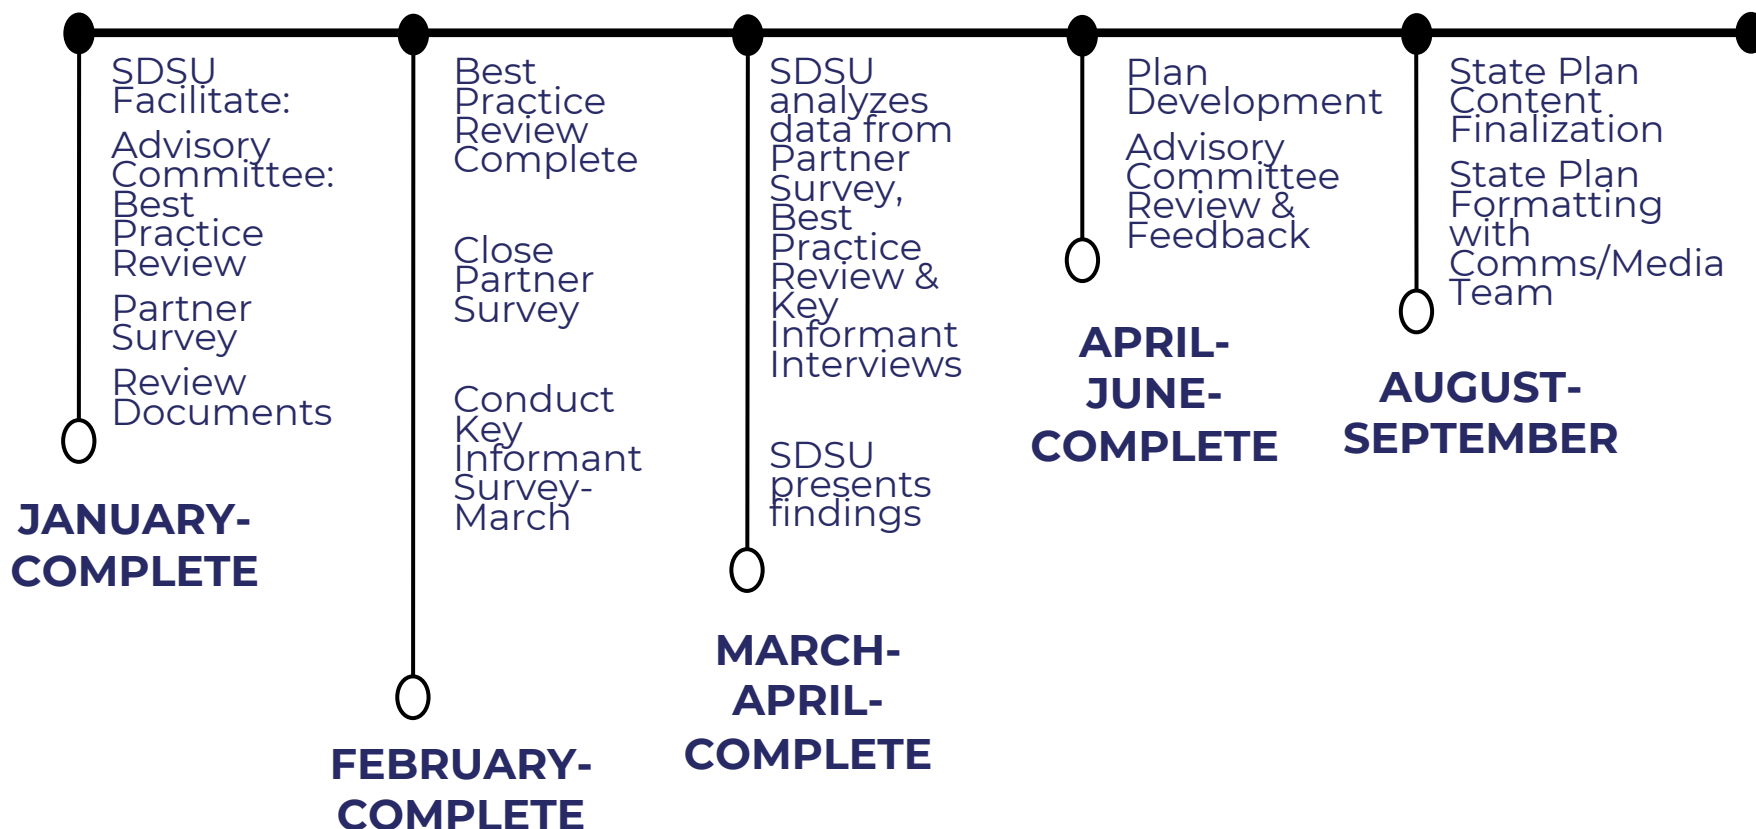 SDSU
Facilitate:
Advisory
Committee:
Best
Practice
Review
Partner
Survey
Review
Documents
JANUARY-
COMPLETE
Best
Practice
Review
Complete
Close
Partner
Survey
Conduct
Key
Informant
Survey-
March
FEBRUARY-
COMPLETE
SDSU
analyzes
data from
Partner
Survey,
Best
Practice
Review &
Key
Informant
Interviews
SDSU
presents
findings
MARCH-
APRIL-
COMPLETE
Plan
Development
Advisory
Committee
Review &
Feedback
APRIL-
JUNE-
COMPLETE
State Plan
Content
Finalization
State Plan
Formatting
with
Comms/Media
Team
AUGUST-
SEPTEMBER